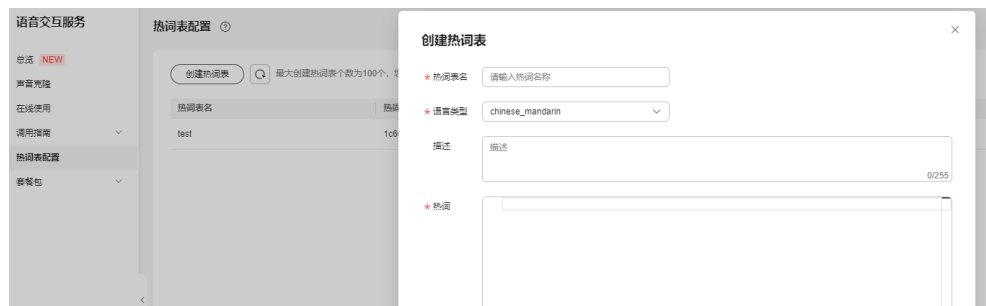 语音交互服务
总览 NEW
声音克隆
在线使用
调用指南
热词表配置
套餐包
热词表配置
创建热词表
最大创建热词表个数为100个，
热词表名
热词
test
1c6
创建热词表
* 热词表名 请输入热词名称
* 语言类型 chinese_mandarin
描述 描述
0/255
* 热词